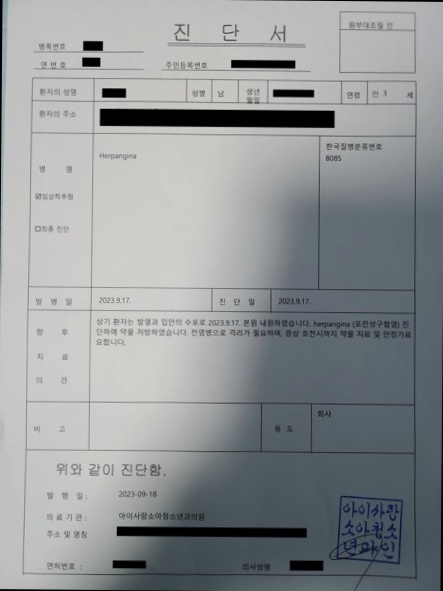 진 단 서
원부대조필 인
병록번호
연 번 호
주민등록번호
환자의 성명 성별 남 생년월일 연령 만 3 세
환자의 주소
병 명
Herpangina
한국질병분류번호
B085
☑임상적추정
☐최종 진단
발 병 일 2023.9.17. 진 단 일 2023.9.17.
향 후 치 료 의 견
상기 환자는 발열과 입안의 수포로 2023.9.17. 본원 내원하였습니다. herpangina (포진성구협염) 진
단하에 약물 처방하였습니다. 전염병으로 격리가 필요하며, 증상 호전시까지 약물 치료 및 안정가료
요합니다.
비 고 용 도 회사
위와 같이 진단함.
발 행 일 : 2023-09-18
의 료 기 관 : 아이사랑소아청소년과의원
주소 및 명칭
면허번호 : 의사성명
아이사랑
소아청소
년과 인